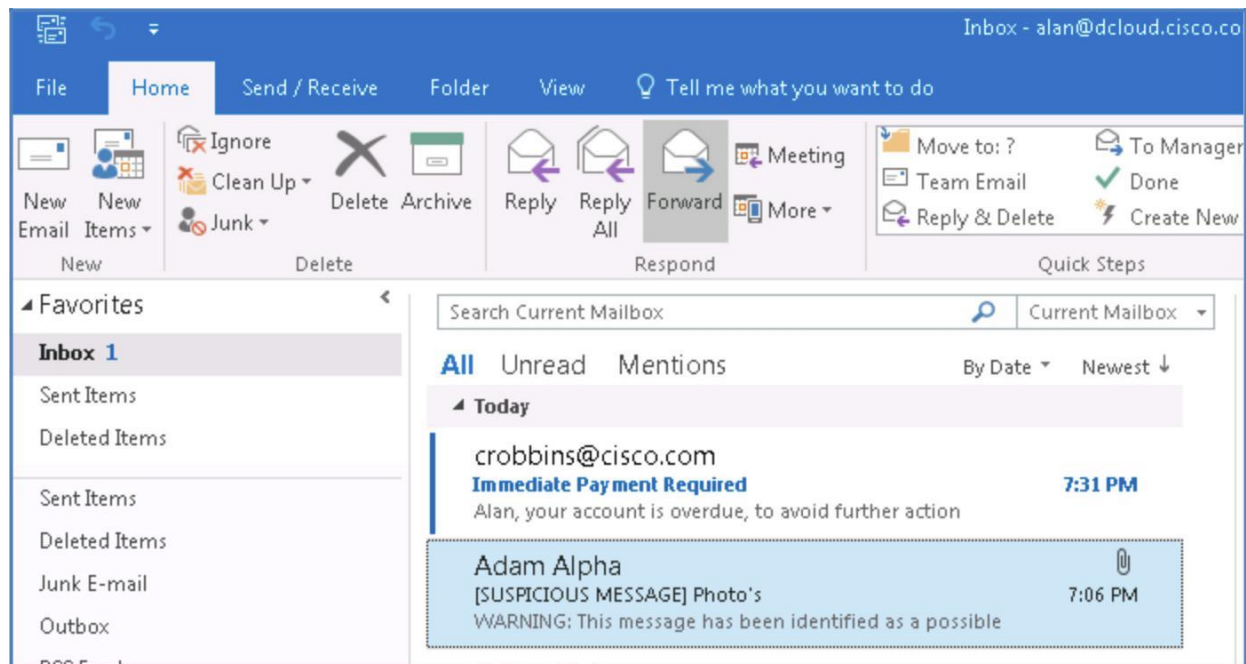 Inbox - alan@dcloud.cisco.co
File Home Send / Receive Folder View Tell me what you want to do
New Email
New Items
Ignore
Clean Up
Junk
Delete
Archive
Reply
Reply All
Forward
Meeting
More
Move to: ?
Team Email
Reply & Delete
To Manager
Done
Create New
New Delete Respond Quick Steps
Favorites
Inbox 1
Sent Items
Deleted Items
Sent Items
Deleted Items
Junk E-mail
Outbox
Search Current Mailbox Current Mailbox
All Unread Mentions By Date Newest
Today
crobbins@cisco.com
Immediate Payment Required 7:31 PM
Alan, your account is overdue, to avoid further action
Adam Alpha
[SUSPICIOUS MESSAGE] Photo's 7:06 PM
WARNING: This message has been identified as a possible